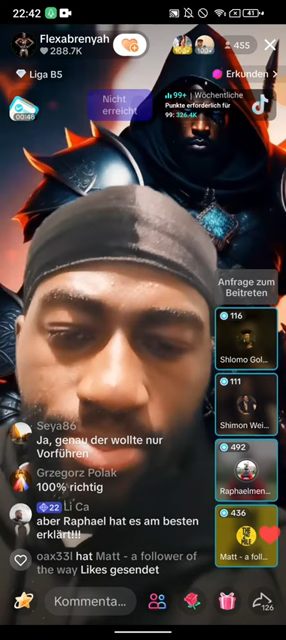 22:42
41
Flexabrenyah
288.7K
100+
455
Liga B5
Erkunden >
00:48
Nicht
erreicht
99+ | Wöchentliche
Punkte erforderlich für
99: 326.4K
Anfrage zum
Beitreten
116
Shlomo Gol...
111
Shimon Wei...
492
Raphaelmen...
436
Matt - a foll...
Seya86
Ja, genau der wollte nur
Vorführen
Grzegorz Polak
100% richtig
22 Li Ca
aber Raphael hat es am besten
erklärt!!!
oax33l hat Matt - a follower of
the way Likes gesendet
Kommenta...
126